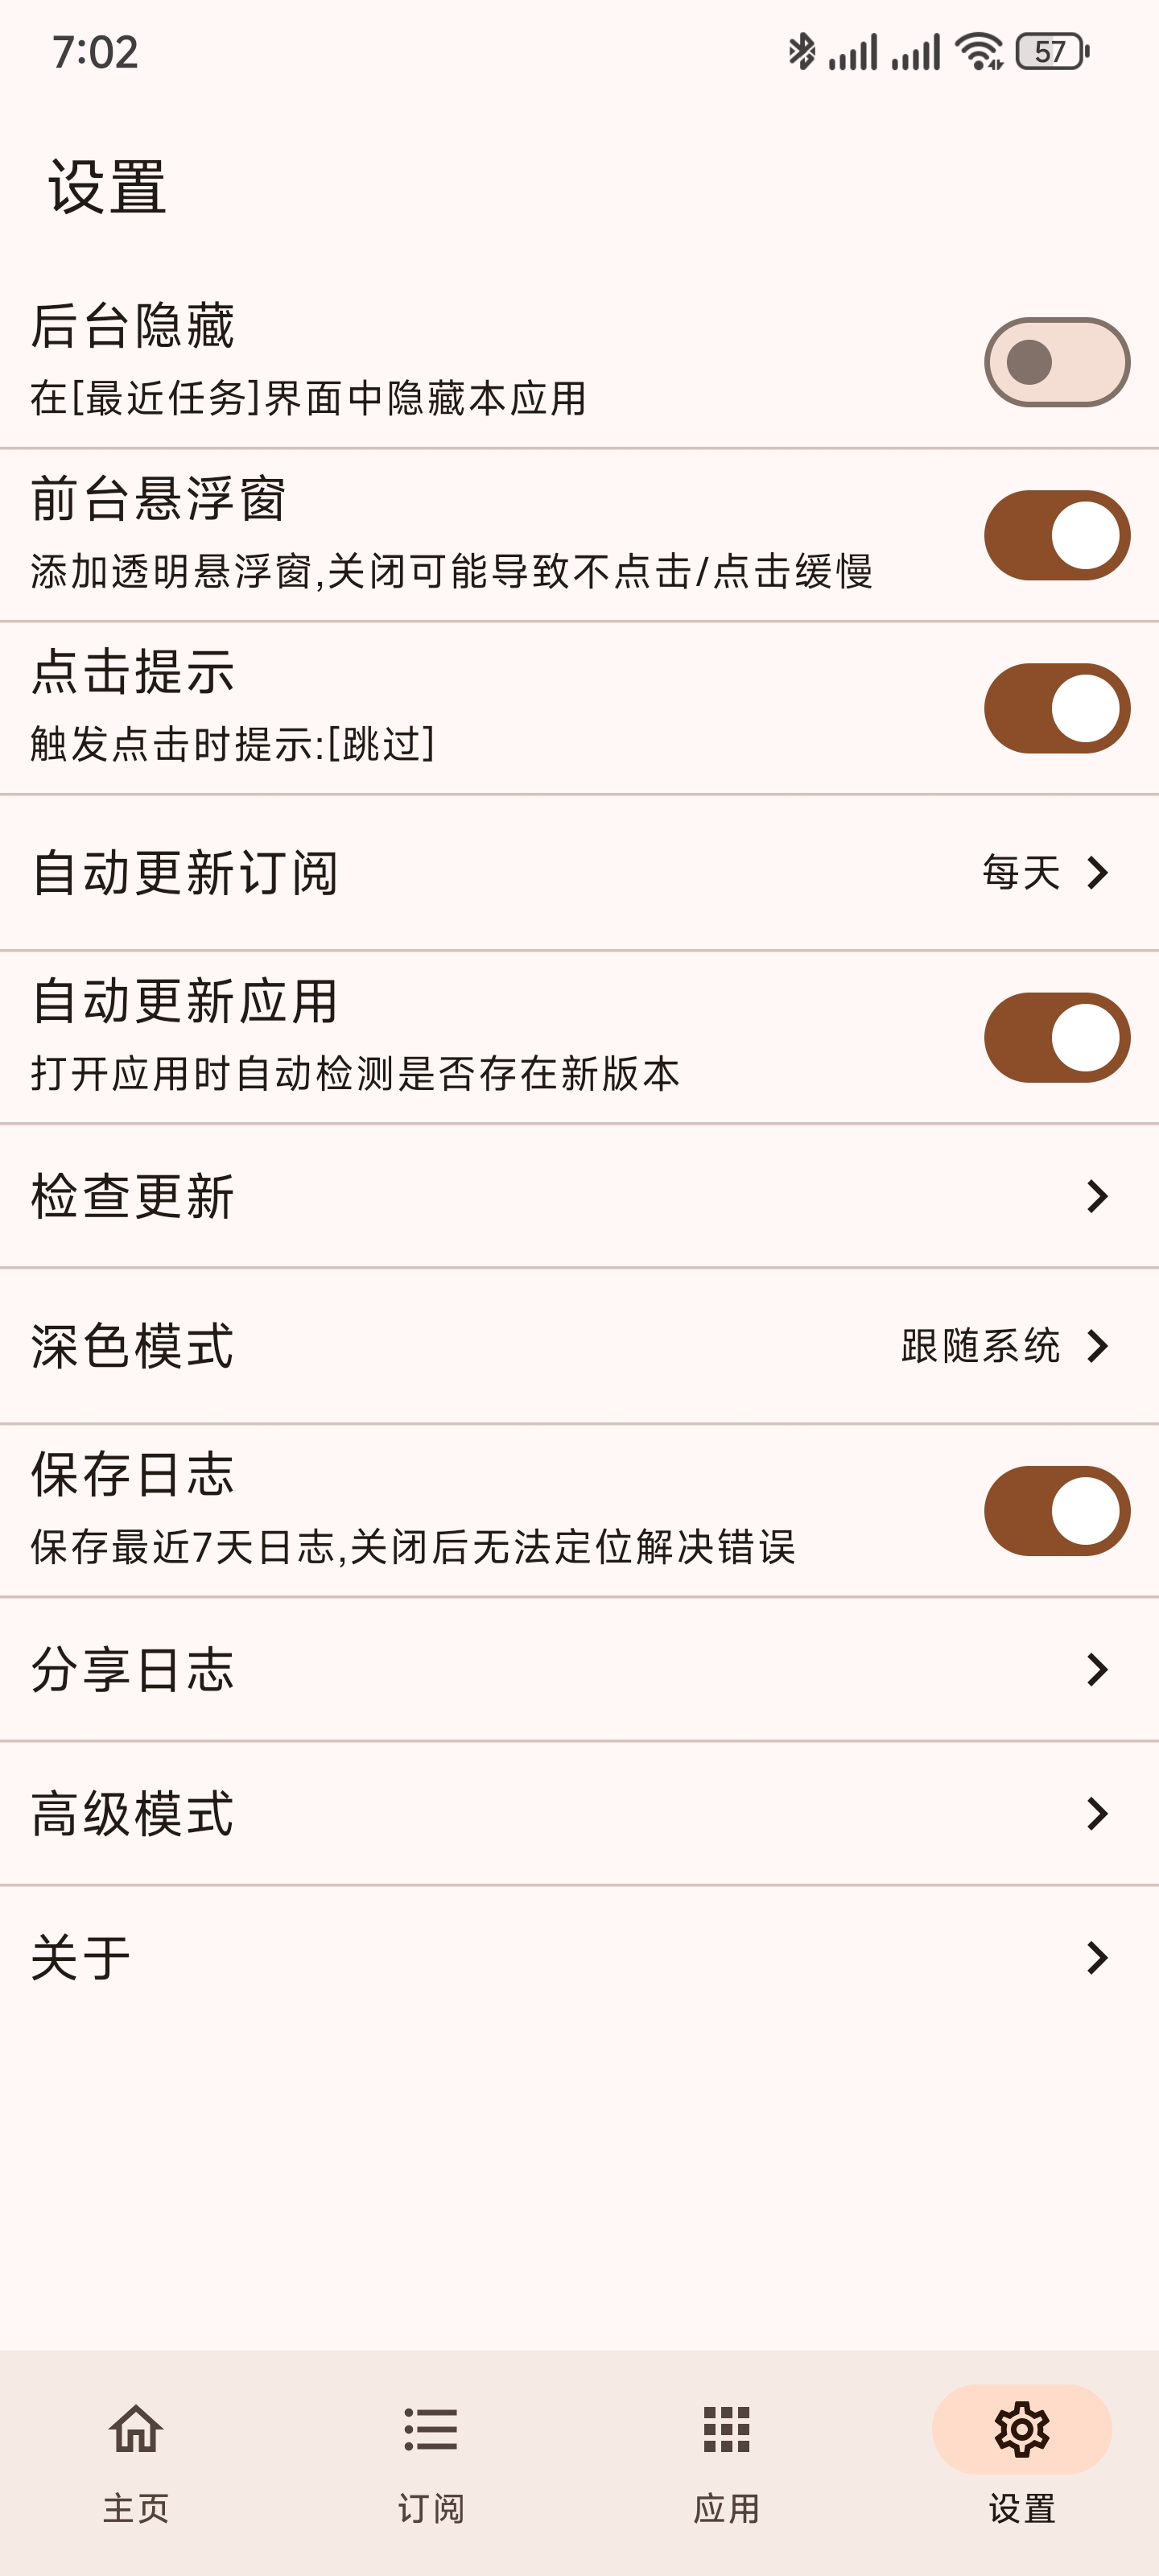 7:02
57
设置
后台隐藏
在[最近任务]界面中隐藏本应用
前台悬浮窗
添加透明悬浮窗,关闭可能导致不点击/点击缓慢
点击提示
触发点击时提示:[跳过]
自动更新订阅
每天
自动更新应用
打开应用时自动检测是否存在新版本
检查更新
深色模式
跟随系统
保存日志
保存最近7天日志,关闭后无法定位解决错误
分享日志
高级模式
关于
主页
订阅
应用
设置